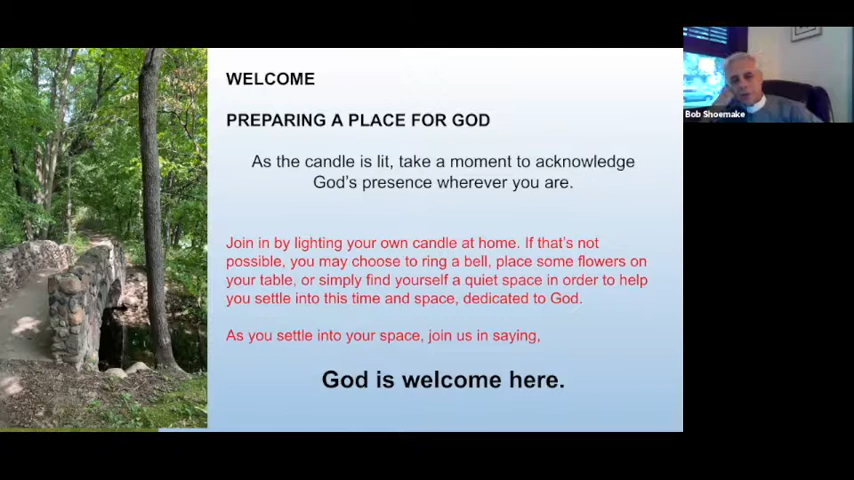 WELCOME
PREPARING A PLACE FOR GOD
As the candle is lit, take a moment to acknowledge
God's presence wherever you are.
Join in by lighting your own candle at home. If that's not
possible, you may choose to ring a bell, place some flowers on
your table, or simply find yourself a quiet space in order to help
you settle into this time and space, dedicated to God.
As you settle into your space, join us in saying,
God is welcome here.
Bob Shoemake